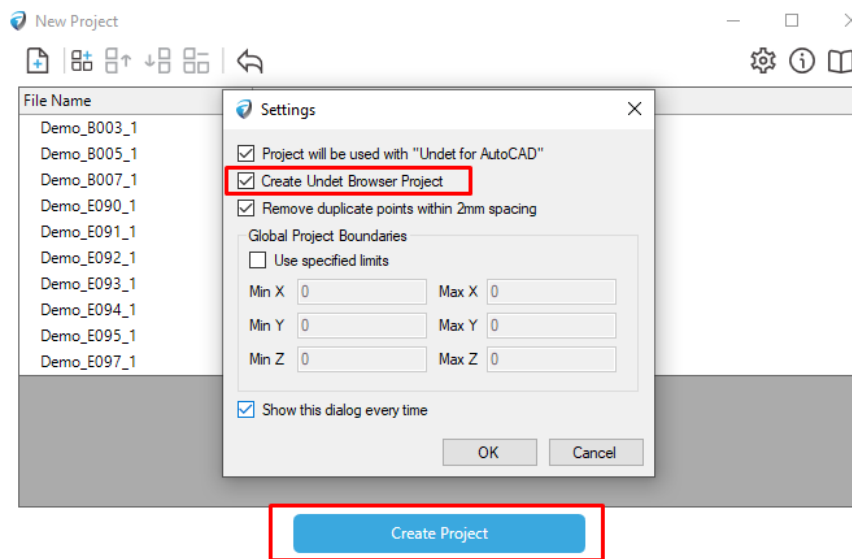 New Project
File Name
Demo_B003_1
Demo_B005_1
Demo_B007_1
Demo_E090_1
Demo_E091_1
Demo_E092_1
Demo_E093_1
Demo_E094_1
Demo_E095_1
Demo_E097_1
Settings
Project will be used with "Undet for AutoCAD"
Create Undet Browser Project
Remove duplicate points within 2mm spacing
Global Project Boundaries
Use specified limits
Min X 0 Max X 0
Min Y 0 Max Y 0
Min Z 0 Max Z 0
Show this dialog every time
OK Cancel
Create Project